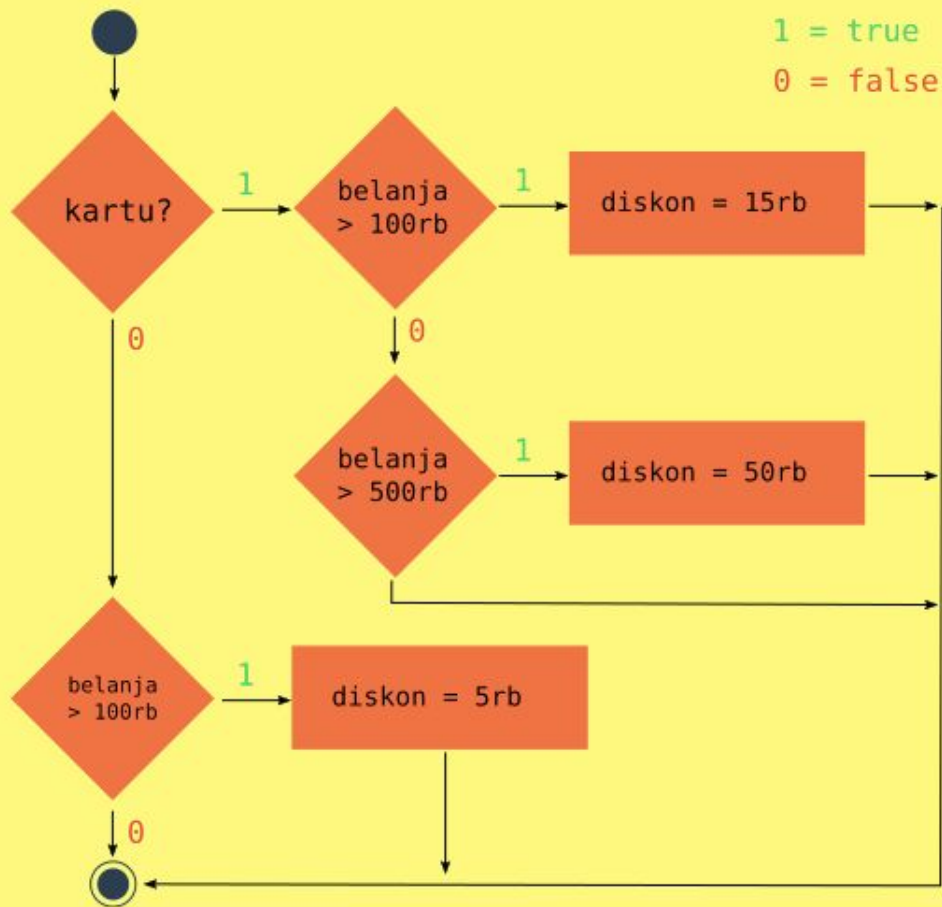 1 = true
0 = false
kartu?
1
belanja
> 100rb
1
diskon = 15rb
0
0
belanja
> 500rb
1
diskon = 50rb
belanja
> 100rb
1
diskon = 5rb
0